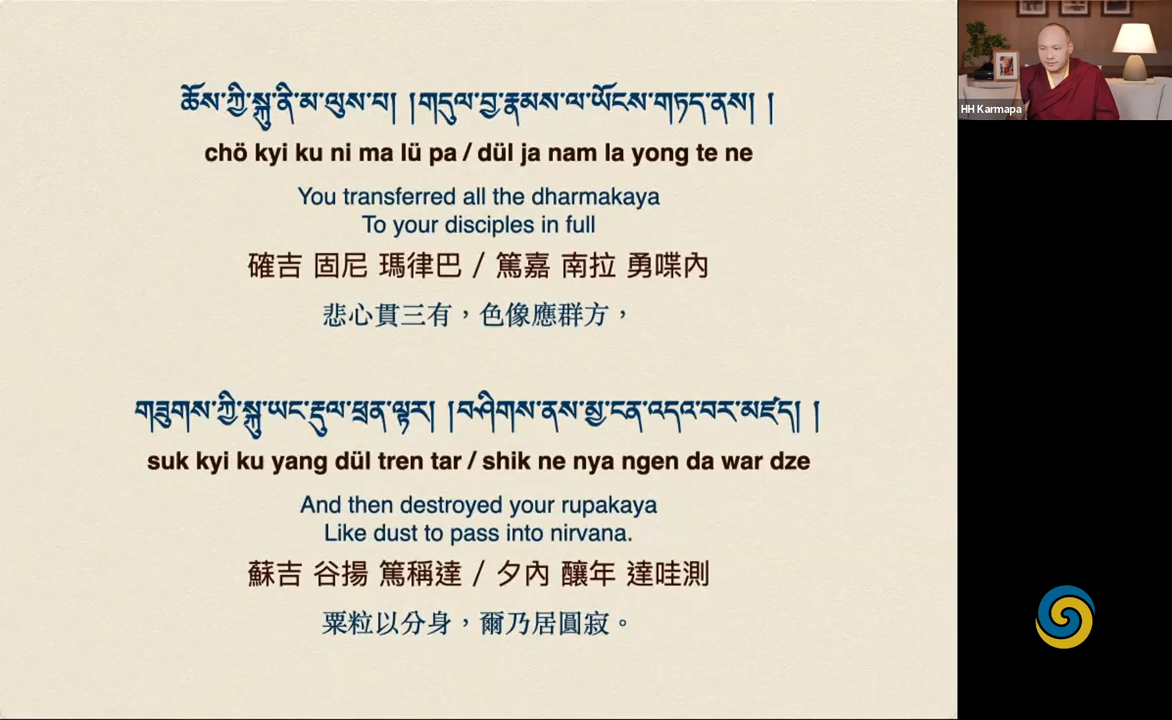 ཆོས་ཀྱི་སྐུ་ནི་མ་ལུས་པ། །གདུལ་བྱ་རྣམས་ལ་ཡོངས་གཏད་ནས། །
chö kyi ku ni ma lü pa / dül ja nam la yong te ne
You transferred all the dharmakaya
To your disciples in full
確吉 固尼 瑪律巴 / 篤嘉 南拉 勇喋內
悲心貫三有，色像應群方，
གཟུགས་ཀྱི་སྐུ་ཡང་རྡུལ་ཕྲན་ལྟར། །བཤིགས་ནས་མྱ་ངན་འདའ་བར་མཛད། །
suk kyi ku yang dül tren tar / shik ne nya ngen da war dze
And then destroyed your rupakaya
Like dust to pass into nirvana.
蘇吉 谷揚 篤稱達 / 夕內 釀年 達哇測
粟粒以分身，爾乃居圓寂。
HH Karmapa